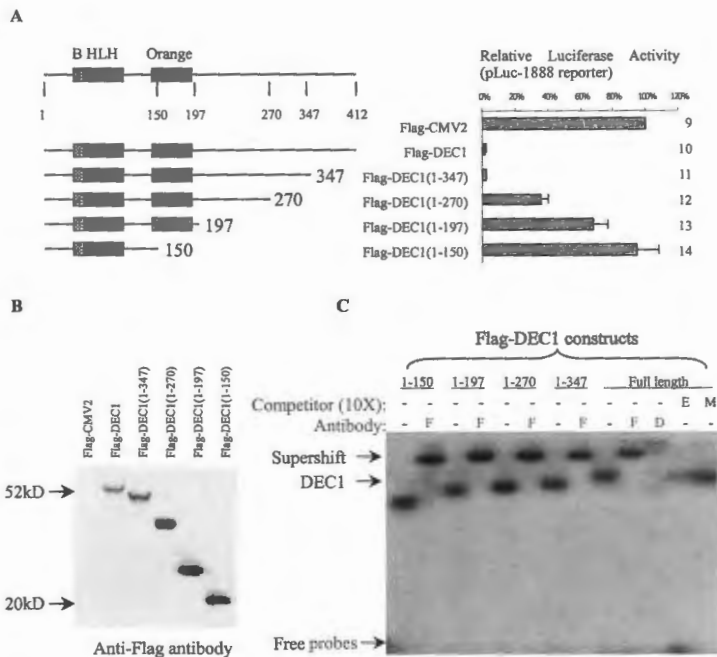 A
B HLH Orange
1 150 197 270 347 412
347
270
197
150
Relative Luciferase Activity
(pLuc-1888 reporter)
0% 20% 40% 60% 80% 100% 120%
Flag-CMV2 9
Flag-DEC1 10
Flag-DEC1(1-347) 11
Flag-DEC1(1-270) 12
Flag-DEC1(1-197) 13
Flag-DEC1(1-150) 14
B
Flag-CMV2
Flag-DEC1
Flag-DEC1((1-347)
Flag-DEC1((1-270)
Flag-DEC1((1-197)
Flag-DEC1((1-150)
52kD
20kD
Anti-Flag antibody
C
Flag-DEC1 constructs
1-150 1-197 1-270 1-347 Full length
Competitor (10X): - - - - - - - - - - - E M
Antibody: - F - F - F - F - F D - -
Supershift
DEC1
Free probes